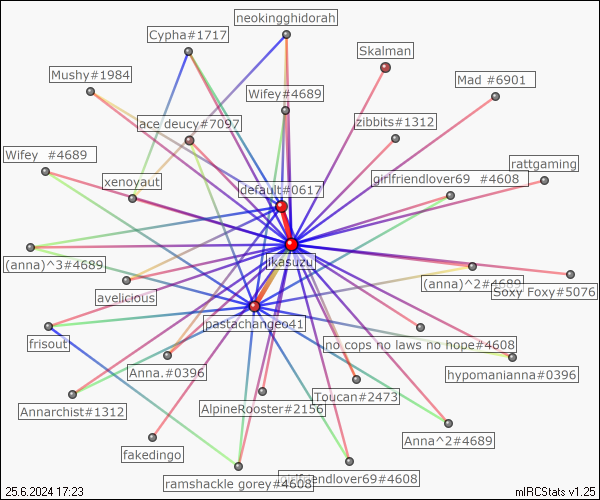 neokingghidorah
Cypha#1717
Skalman
Mushy#1984
Mad #6901
Wifey#4689
ace deucy#7097
zibbits#1312
Wifey #4689
rattgaming
xenoyaut
girlfriendlover69 #4608
default#0617
(anna)^3#4689
jkasuzu
(anna)^2#4689
Soxy Foxy#5076
avelicious
pastachangeo41
frisout
no cops no laws no hope#4608
Anna.#0396
hypomanianna#0396
Toucan#2473
Annarchist#1312
AlpineRooster#2156
Anna^2#4689
fakedingo
girlfriendlover69#4608
ramshackle gorey#4608
25.6.2024 17:23
mIRCStats v1.25